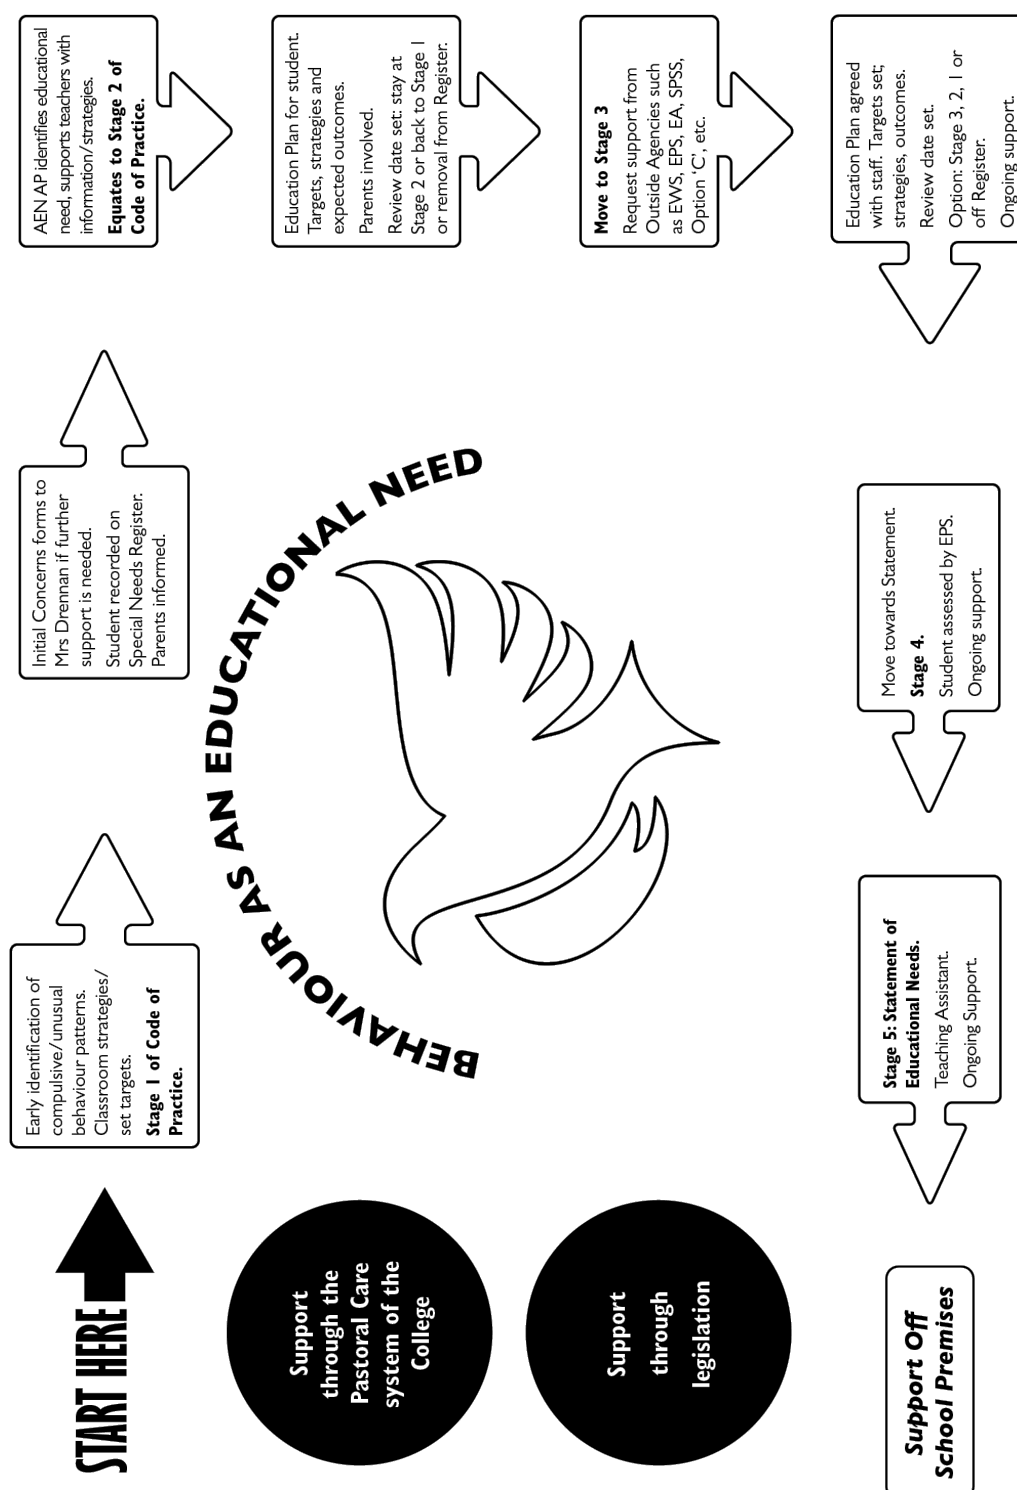 START HERE
Early identification of
compulsive/unusual
behaviour patterns.
Classroom strategies/
set targets.
Stage 1 of Code of
Practice.
Initial Concerns forms to
Mrs Drennan if further
support is needed.
Student recorded on
Special Needs Register.
Parents informed.
AEN AP identifies educational
need, supports teachers with
information/strategies.
Equates to Stage 2 of
Code of Practice.
Education Plan for student.
Targets, strategies and
expected outcomes.
Parents involved.
Review date set: stay at
Stage 2 or back to Stage 1
or removal from Register.
Move to Stage 3
Request support from
Outside Agencies such
as EWS, EPS, EA, SPSS,
Option ‘C’, etc.
Education Plan agreed
with staff. Targets set;
strategies, outcomes.
Review date set.
Option: Stage 3, 2, 1 or
off Register.
Ongoing support.
Move towards Statement.
Stage 4.
Student assessed by EPS.
Ongoing support.
Stage 5: Statement of
Educational Needs.
Teaching Assistant.
Ongoing Support.
Support Off
School Premises
BEHAVIOUR AS AN EDUCATIONAL NEED
Support
through the
Pastoral Care
system of the
College
Support
through
legislation